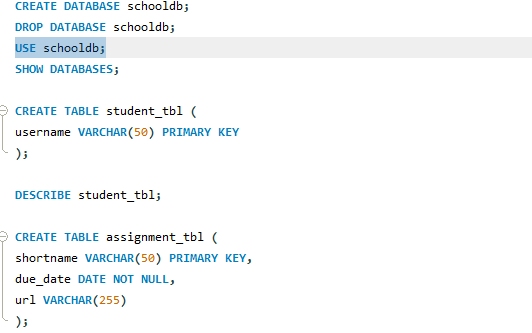 CREATE DATABASE schooldb;
DROP DATABASE schooldb;
USE schooldb;
SHOW DATABASES;
CREATE TABLE student_tbl (
username VARCHAR(50) PRIMARY KEY
);
DESCRIBE student_tbl;
CREATE TABLE assignment_tbl (
shortname VARCHAR(50) PRIMARY KEY,
due_date DATE NOT NULL,
url VARCHAR(255)
);